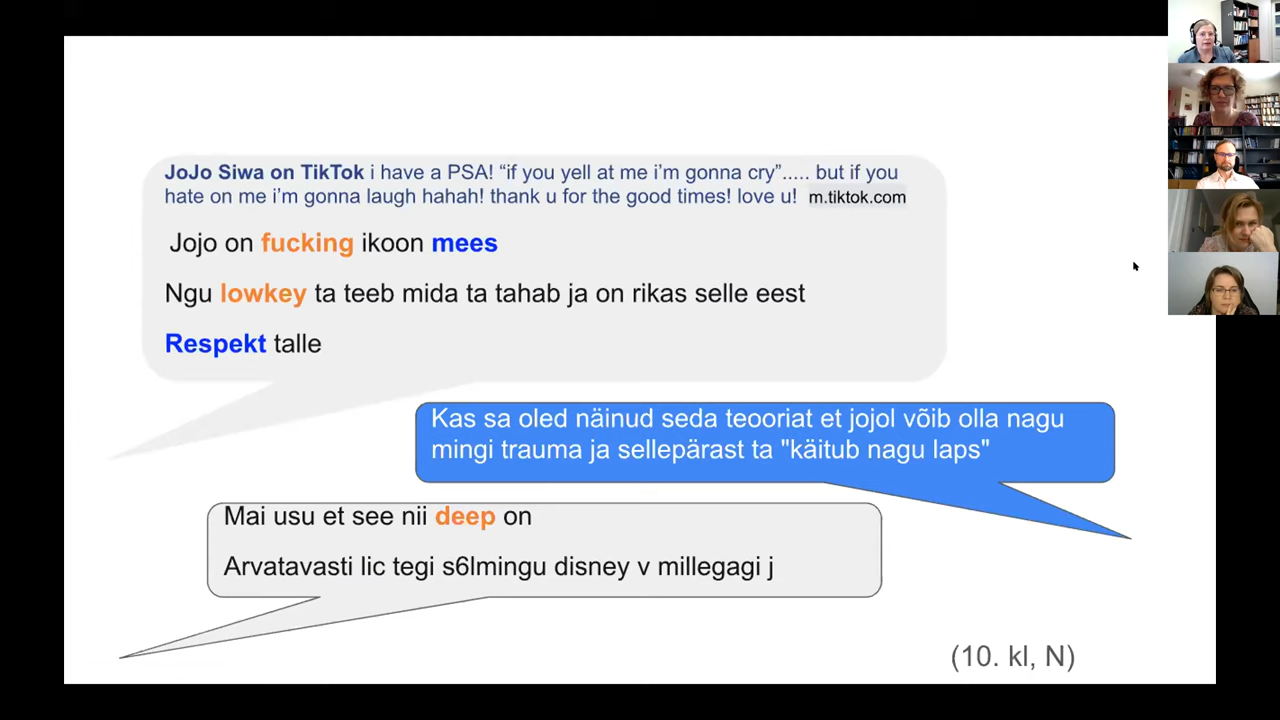 JoJo Siwa on TikTok i have a PSA! “if you yell at me i’m gonna cry”..... but if you
hate on me i’m gonna laugh hahah! thank u for the good times! love u! m.tiktok.com
Jojo on fucking ikoon mees
Ngu lowkey ta teeb mida ta tahab ja on rikas selle eest
Respekt talle
Kas sa oled näinud seda teooriat et jojol võib olla nagu
mingi trauma ja sellepärast ta "käitub nagu laps"
Mai usu et see nii deep on
Arvatavasti lic tegi s6lmingu disney v millegagi j
(10. kl, N)